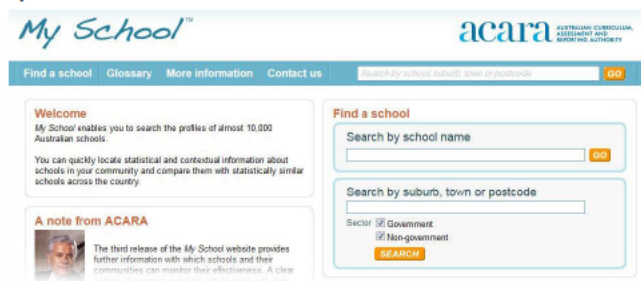 My School™
acara AUSTRALIAN CURRICULUM,
ASSESSMENT AND
REPORTING AUTHORITY
Find a school Glossary More information Contact us Search by school, suburb, town or postcode GO
Welcome
My School enables you to search the profiles of almost 10,000
Australian schools.
You can quickly locate statistical and contextual information about
schools in your community and compare them with statistically similar
schools across the country.
A note from ACARA
The third release of the My School website provides
further information with which schools and their
communities can monitor their effectiveness. A clear
Find a school
Search by school name
GO
Search by suburb, town or postcode
Sector Government
Non-government
SEARCH